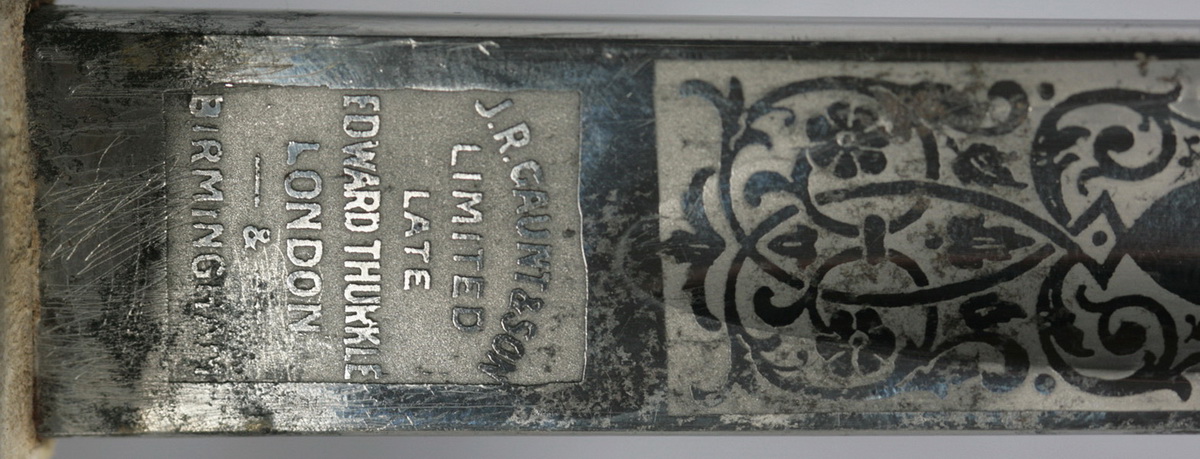 J.R.GAUNT & SON
LIMITED
LATE
EDWARD THURKLE
LONDON
— & —
BIRMINGHAM